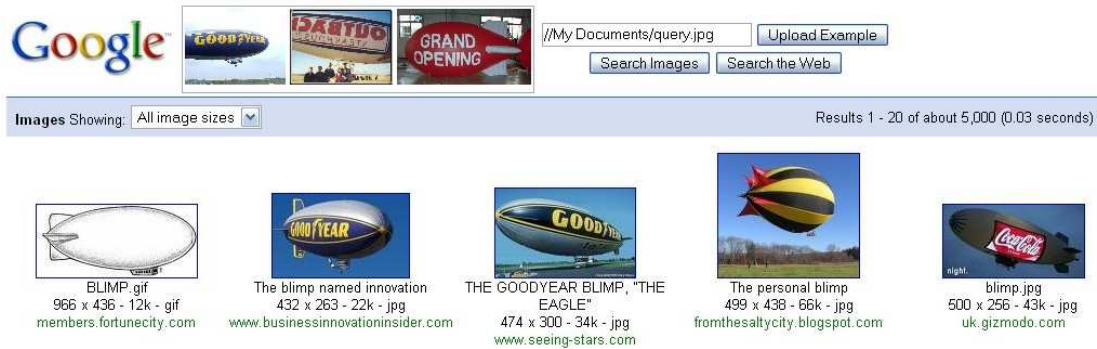 Google
GOODYEAR
OUTBACK
GRAND
OPENING
//My Documents/query.jpg Upload Example
Search Images Search the Web
Images Showing: All image sizes
Results 1 - 20 of about 5,000 (0.03 seconds)
GOODYEAR
GOODYEAR
Coca-Cola
night.
BLIMP.gif
966 x 436 - 12k - gif
members.fortunecity.com
The blimp named innovation
432 x 263 - 22k - jpg
www.businessinnovationinsider.com
THE GOODYEAR BLIMP, "THE
EAGLE"
474 x 300 - 34k - jpg
www.seeing-stars.com
The personal blimp
499 x 438 - 66k - jpg
fromthesaltycity.blogspot.com
blimp.jpg
500 x 256 - 43k - jpg
uk.gizmodo.com